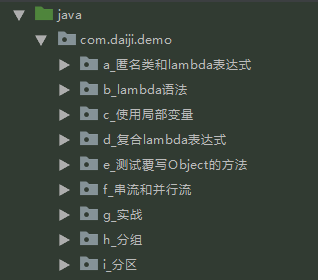 java
com.daiji.demo
a_匿名类和lambda表达式
b_lambda语法
c_使用局部变量
d_复合lambda表达式
e_测试覆写Object的方法
f_串流和并行流
g_实战
h_分组
i_分区